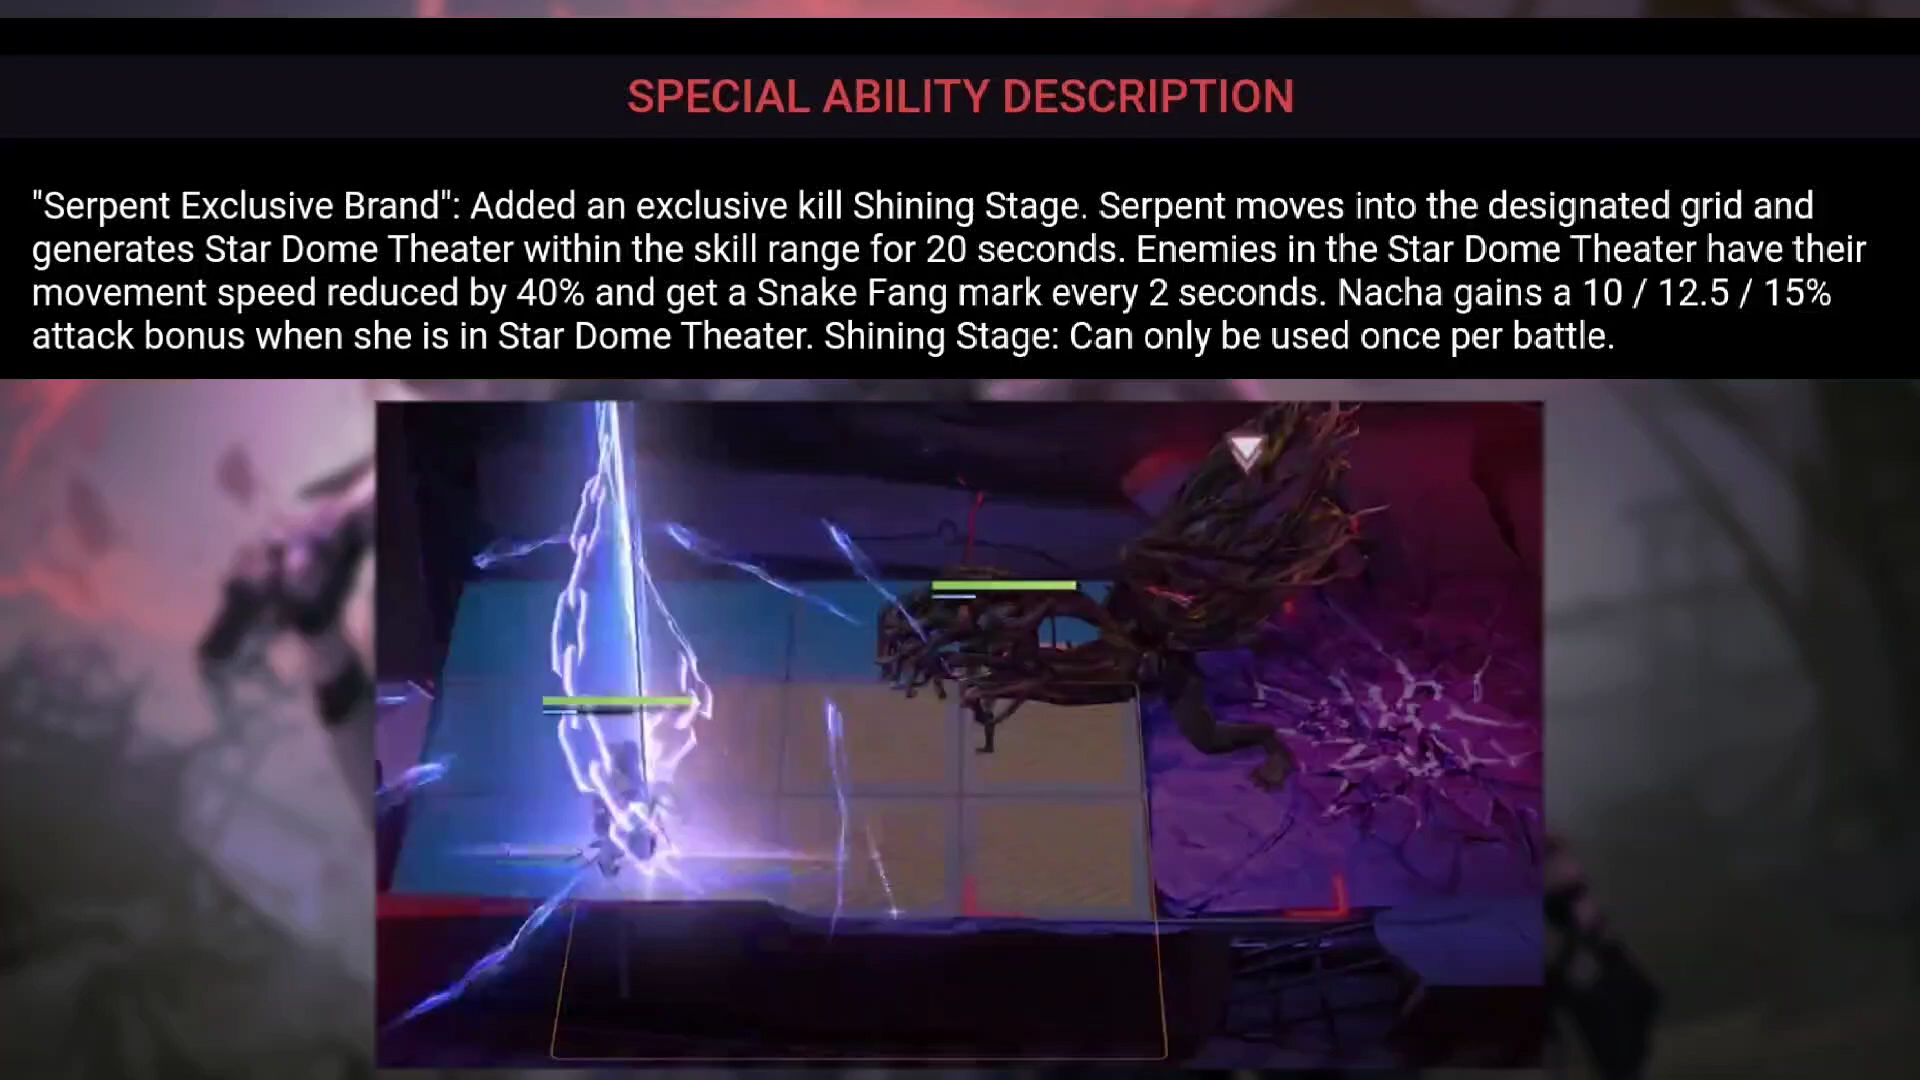 SPECIAL ABILITY DESCRIPTION
"Serpent Exclusive Brand": Added an exclusive kill Shining Stage. Serpent moves into the designated grid and
generates Star Dome Theater within the skill range for 20 seconds. Enemies in the Star Dome Theater have their
movement speed reduced by 40% and get a Snake Fang mark every 2 seconds. Nacha gains a 10 / 12.5 / 15%
attack bonus when she is in Star Dome Theater. Shining Stage: Can only be used once per battle.